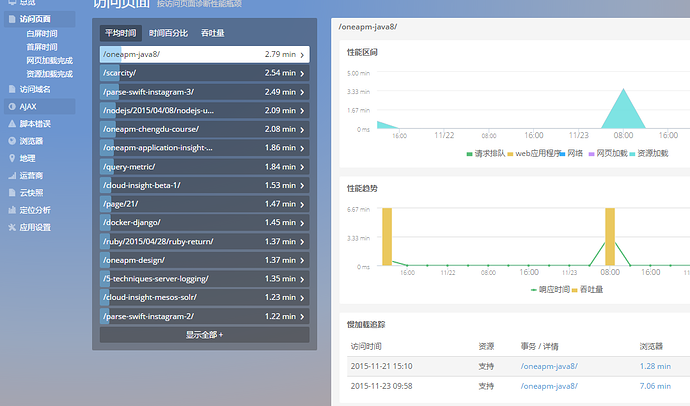 总览
访问页面
白屏时间
首屏时间
网页加载完成
资源加载完成
访问域名
AJAX
脚本错误
浏览器
地理
运营商
云快照
定位分析
应用设置
访问页面 按访问页面诊断性能瓶颈
平均时间 时间百分比 吞吐量
/oneapm-java8/ 2.79 min
/scarcity/ 2.54 min
/parse-swift-instagram-3/ 2.49 min
/nodejs/2015/04/08/nodejs-u... 2.09 min
/oneapm-chengdu-course/ 2.08 min
/oneapm-application-insight-... 1.86 min
/query-metric/ 1.84 min
/cloud-insight-beta-1/ 1.53 min
/page/21/ 1.47 min
/docker-django/ 1.45 min
/ruby/2015/04/28/ruby-return/ 1.37 min
/oneapm-design/ 1.37 min
/5-techniques-server-logging/ 1.35 min
/cloud-insight-mesos-solr/ 1.23 min
/parse-swift-instagram-2/ 1.22 min
显示全部 +
/oneapm-java8/
性能区间
5.00 min
3.33 min
1.67 min
0 ms
16:00 11/22 08:00 16:00 11/23 08:00 16:00
请求排队 web应用程序 网络 网页加载 资源加载
性能趋势
6.67 min
3.33 min
0 ms
16:00 11/22 08:00 16:00 11/23 08:00 16:00
响应时间 吞吐量
慢加载追踪
访问时间 资源 事务 / 详情 浏览器
2015-11-21 15:10 支持 /oneapm-java8/ 1.28 min
2015-11-23 09:58 支持 /oneapm-java8/ 7.06 min